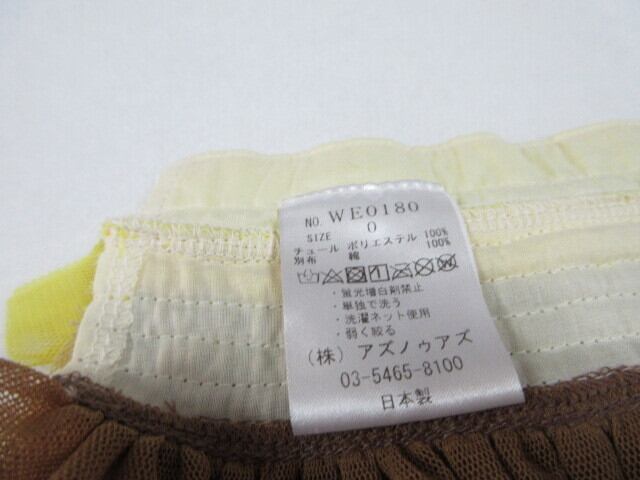 NO. WE0180
SIZE 0
チュール ポリエステル 100%
別布 綿 100%
・蛍光増白剤禁止
・単独で洗う
・洗濯ネット使用
・弱く絞る
(株) アズノゥアズ
03-5465-8100
日本製